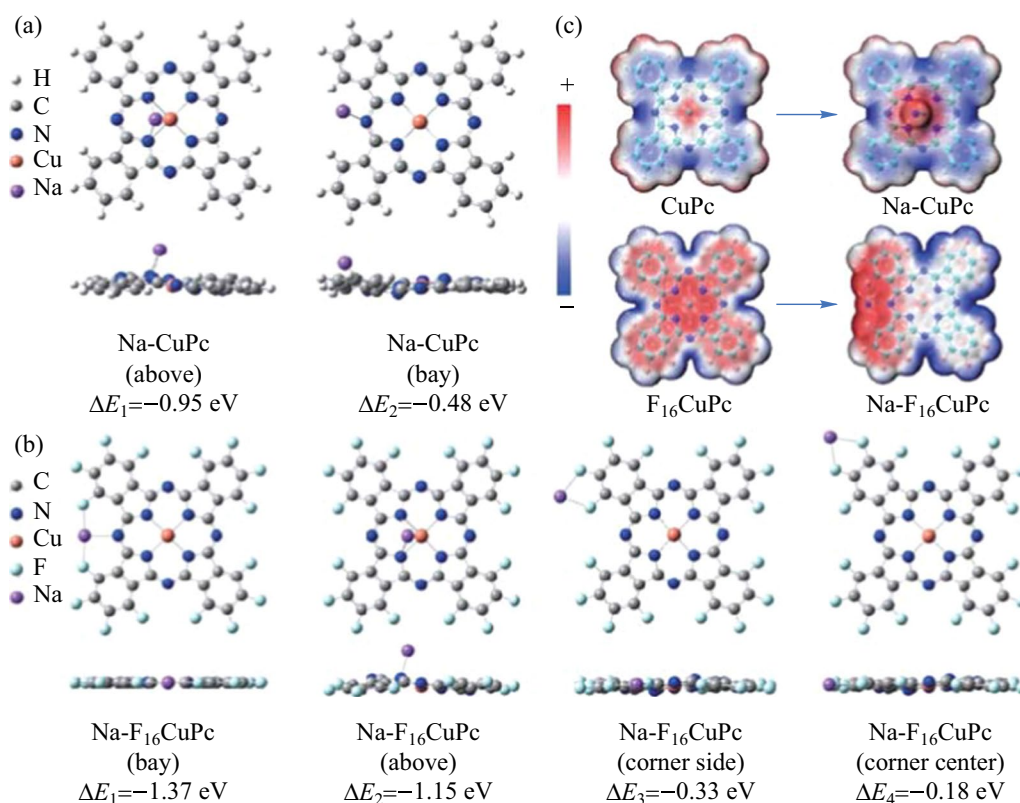 (a)
H
C
N
Cu
Na
Na-CuPc
(above)
ΔE₁=−0.95 eV
Na-CuPc
(bay)
ΔE₂=−0.48 eV
(c)
+
−
CuPc
Na-CuPc
F₁₆CuPc
Na-F₁₆CuPc
(b)
C
N
Cu
F
Na
Na-F₁₆CuPc
(bay)
ΔE₁=−1.37 eV
Na-F₁₆CuPc
(above)
ΔE₂=−1.15 eV
Na-F₁₆CuPc
(corner side)
ΔE₃=−0.33 eV
Na-F₁₆CuPc
(corner center)
ΔE₄=−0.18 eV